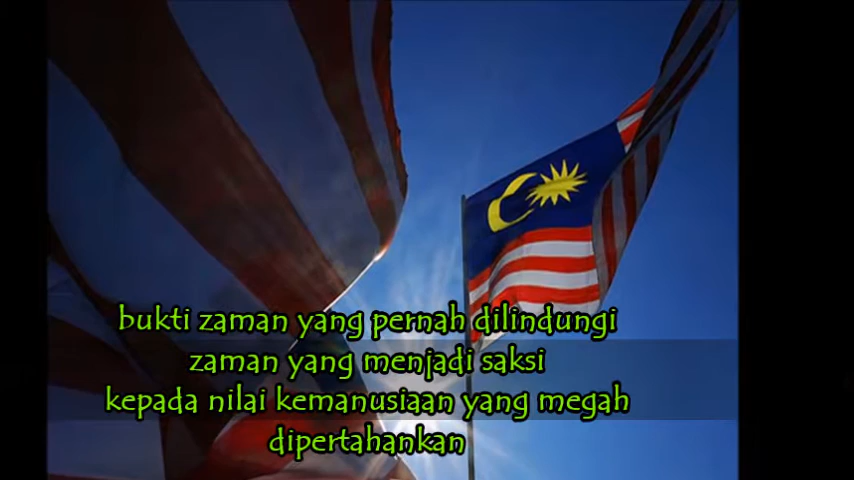 bukti zaman yang pernah dilindungi
zaman yang menjadi saksi
kepada nilai kemanusiaan yang megah
dipertahankan